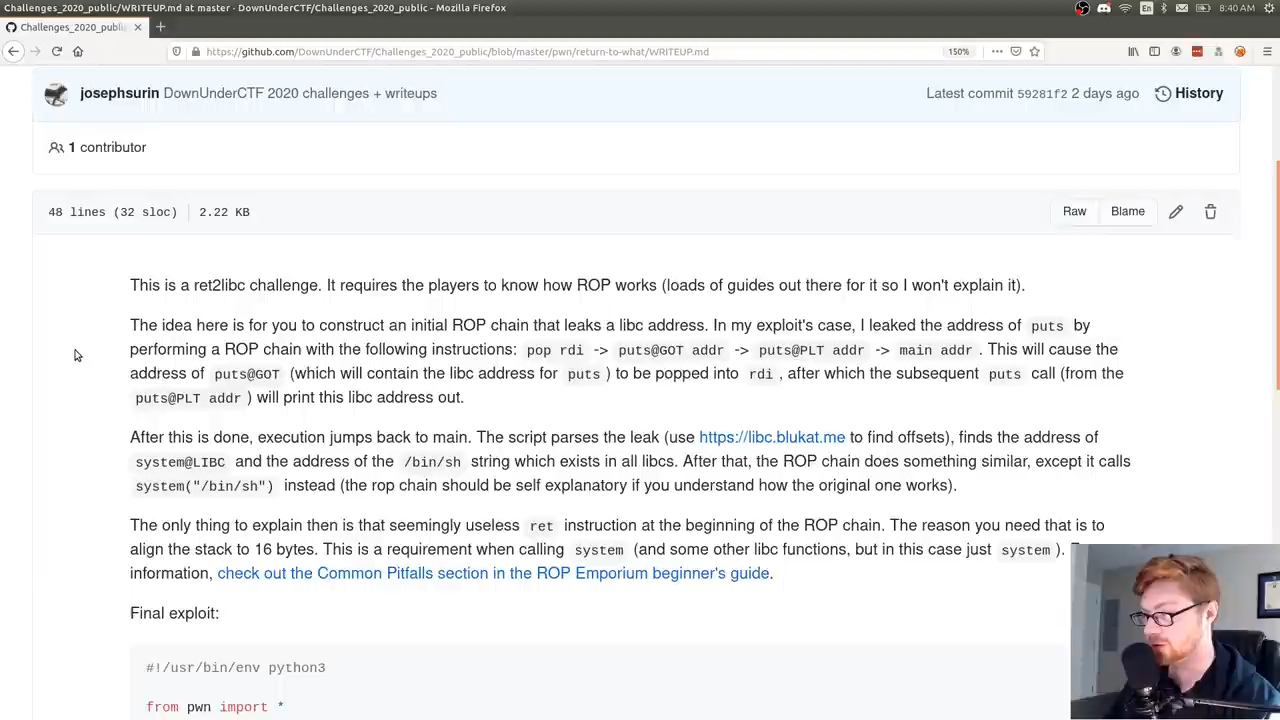 Challenges_2020_public/WRITEUP.md at master · DownUnderCTF/Challenges_2020_public - Mozilla Firefox
En
8:40 AM
Challenges_2020_publi
https://github.com/DownUnderCTF/Challenges_2020_public/blob/master/pwn/return-to-what/WRITEUP.md
150%
josephsurin DownUnderCTF 2020 challenges + writeups
Latest commit 59281f2 2 days ago
History
1 contributor
48 lines (32 sloc)
2.22 KB
Raw
Blame
This is a ret2libc challenge. It requires the players to know how ROP works (loads of guides out there for it so I won't explain it).
The idea here is for you to construct an initial ROP chain that leaks a libc address. In my exploit's case, I leaked the address of puts by
performing a ROP chain with the following instructions: pop rdi -> puts@GOT addr -> puts@PLT addr -> main addr . This will cause the
address of puts@GOT (which will contain the libc address for puts ) to be popped into rdi , after which the subsequent puts call (from the
puts@PLT addr ) will print this libc address out.
After this is done, execution jumps back to main. The script parses the leak (use https://libc.blukat.me to find offsets), finds the address of
system@LIBC and the address of the /bin/sh string which exists in all libcs. After that, the ROP chain does something similar, except it calls
system("/bin/sh") instead (the rop chain should be self explanatory if you understand how the original one works).
The only thing to explain then is that seemingly useless ret instruction at the beginning of the ROP chain. The reason you need that is to
align the stack to 16 bytes. This is a requirement when calling system (and some other libc functions, but in this case just system ).
information, check out the Common Pitfalls section in the ROP Emporium beginner's guide.
Final exploit:
#!/usr/bin/env python3
from pwn import *